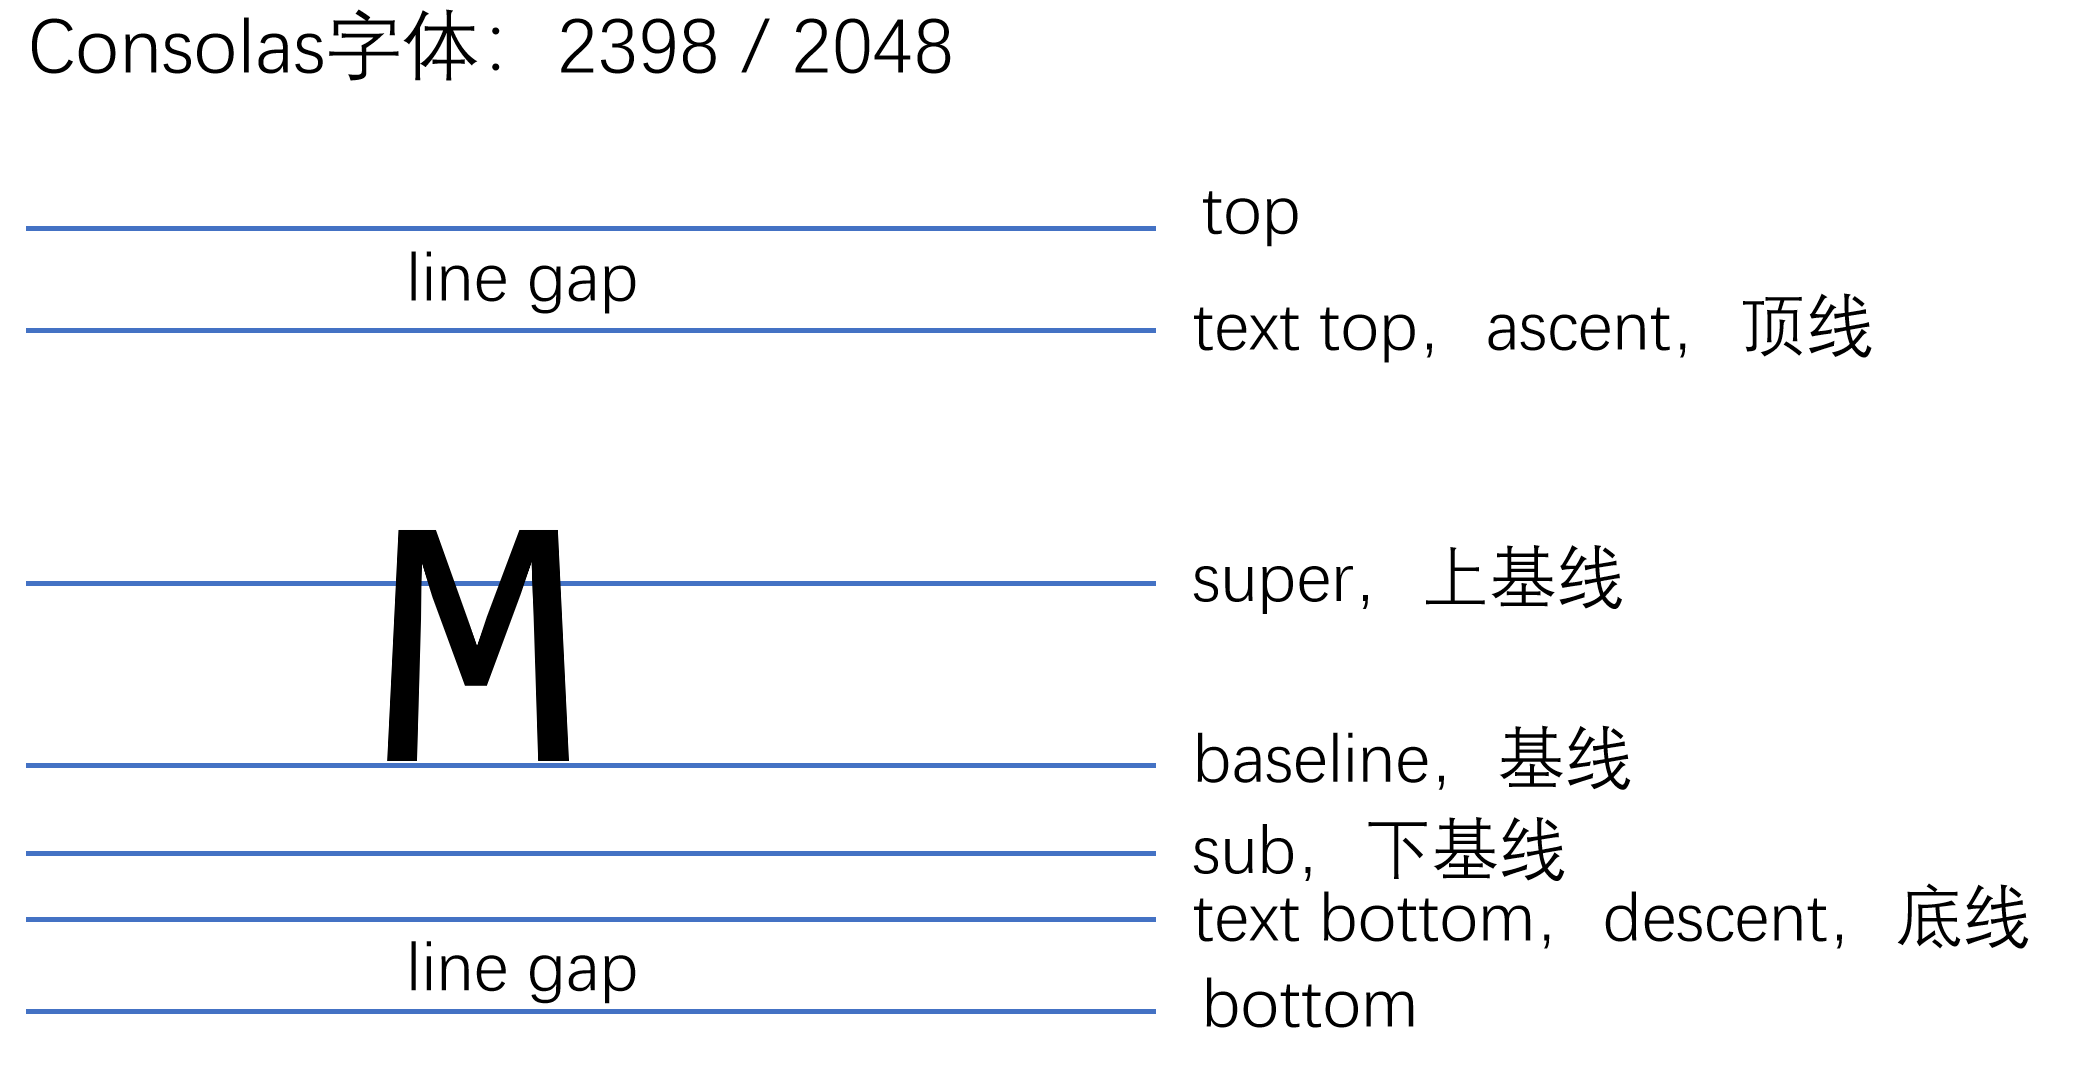 Consolas字体： 2398 / 2048
top
line gap
text top，ascent，顶线
super，上基线
M
baseline，基线
sub，下基线
text bottom，descent，底线
line gap
bottom